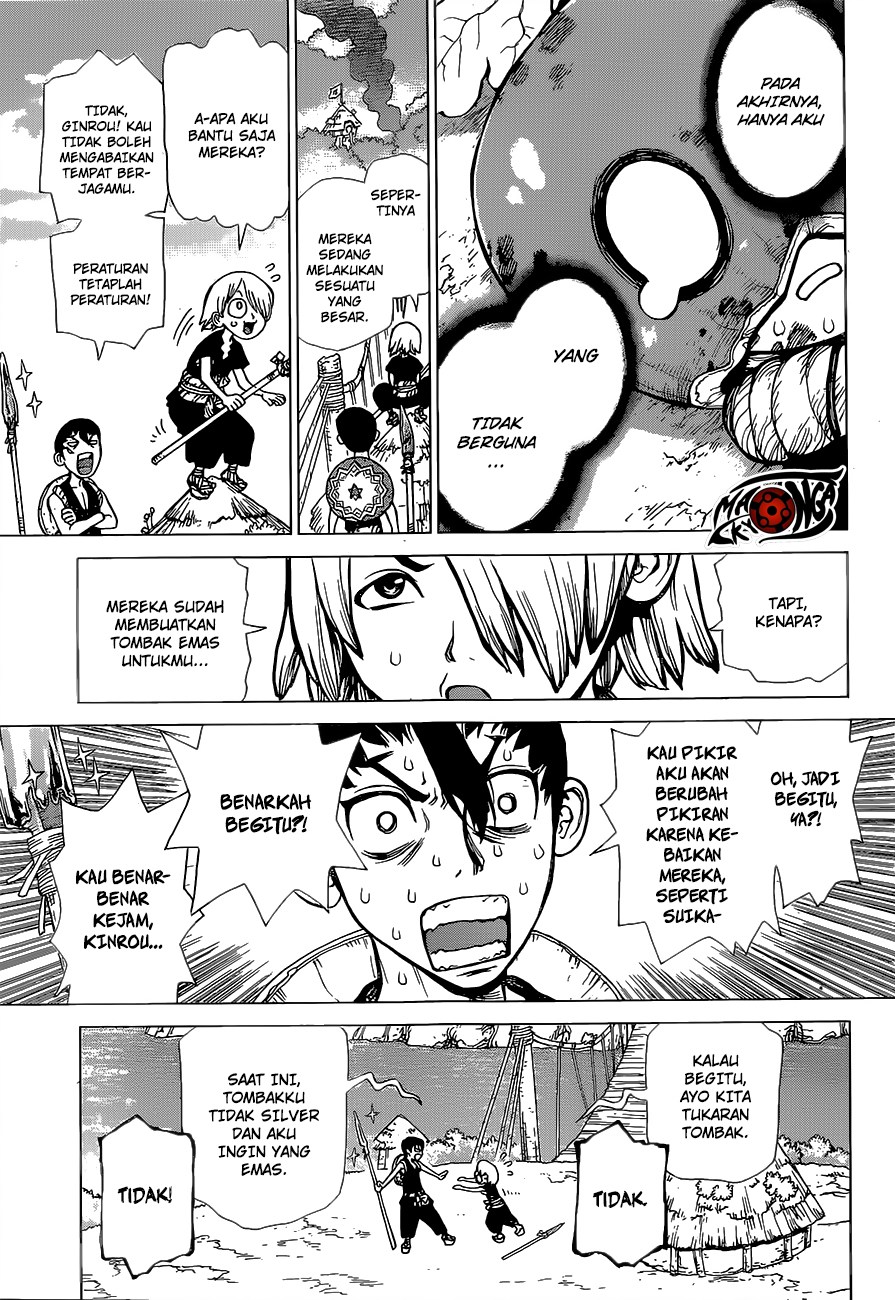 PADA
AKHIRNYA,
HANYA AKU
YANG
TIDAK
BERGUNA
...
SEPER-
TINYA
MEREKA
SEDANG
MELAKUKAN
SESUATU
YANG
BESAR.
A-APA AKU
BANTU SAJA
MEREKA?
TIDAK,
GINROU! KAU
TIDAK BOLEH
MENGABAIKAN
TEMPAT BER-
JAGAMU.
PERATURAN
TETAPLAH
PERATURAN!
MANGA
KYO
TAPI,
KENAPA?
MEREKA SUDAH
MEMBUATKAN
TOMBAK EMAS
UNTUKMU...
OH, JADI
BEGITU,
YA?!
KAU PIKIR
AKU AKAN
BERUBAH
PIKIRAN
KARENA KE-
BAIKAN
MEREKA,
SEPERTI
SUIKA-
BENARKAH
BEGITU?!
KAU BENAR-
BENAR
KEJAM,
KINROU...
KALAU
BEGITU,
AYO KITA
TUKARAN
TOMBAK.
TIDAK.
SAAT INI,
TOMBAKKU
TIDAK SILVER
DAN AKU
INGIN YANG
EMAS.
TIDAK!